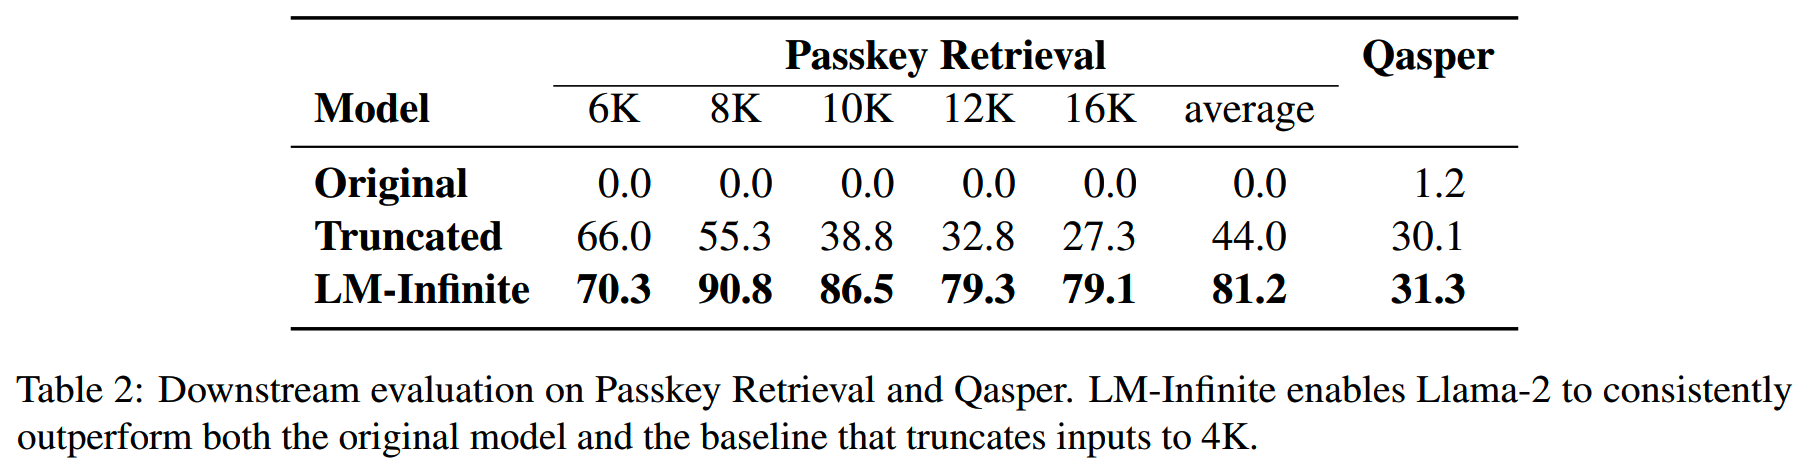 Passkey Retrieval Qasper
Model 6K 8K 10K 12K 16K average
Original 0.0 0.0 0.0 0.0 0.0 0.0 1.2
Truncated 66.0 55.3 38.8 32.8 27.3 44.0 30.1
LM-Infinite 70.3 90.8 86.5 79.3 79.1 81.2 31.3
Table 2: Downstream evaluation on Passkey Retrieval and Qasper. LM-Infinite enables Llama-2 to consistently
outperform both the original model and the baseline that truncates inputs to 4K.